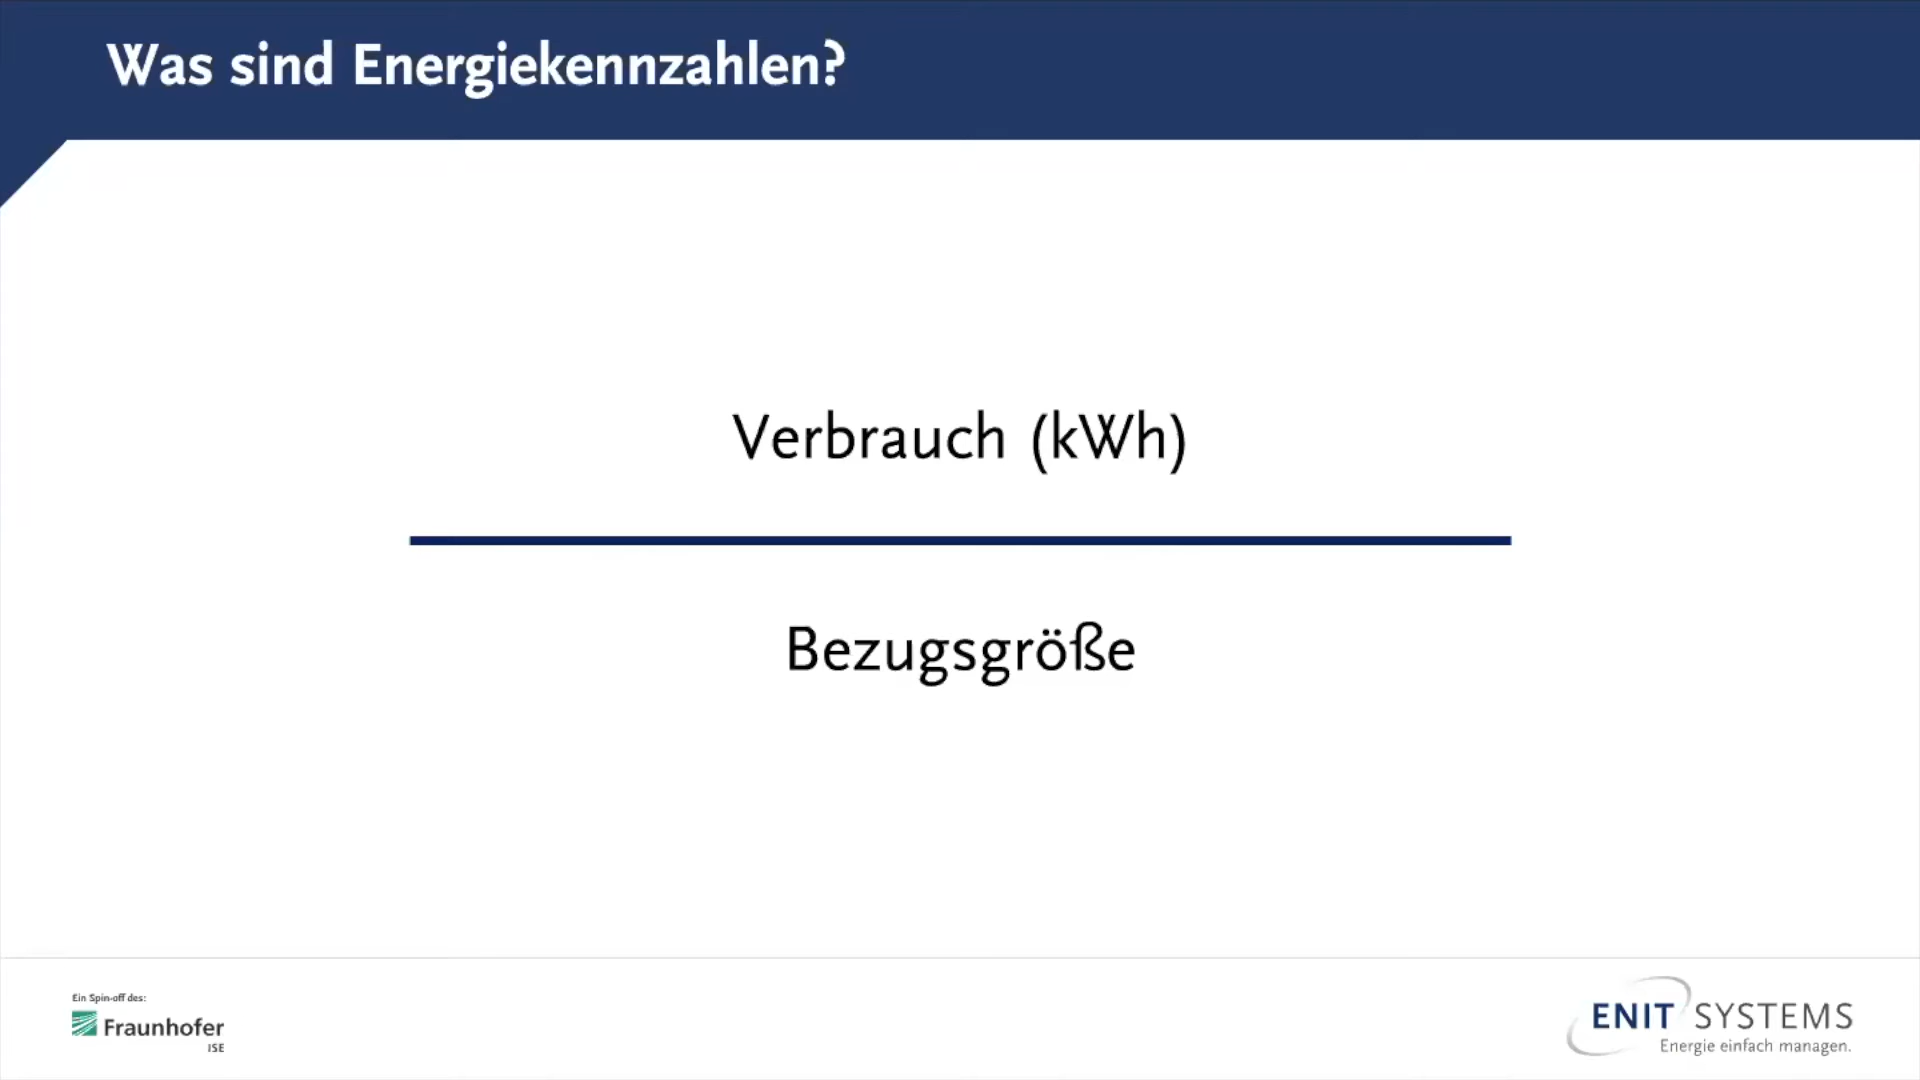 Was sind Energiekennzahlen?
Verbrauch (kWh)
Bezugsgröße
Ein Spin-off des:
Fraunhofer
ISE
ENIT SYSTEMS
Energie einfach managen.